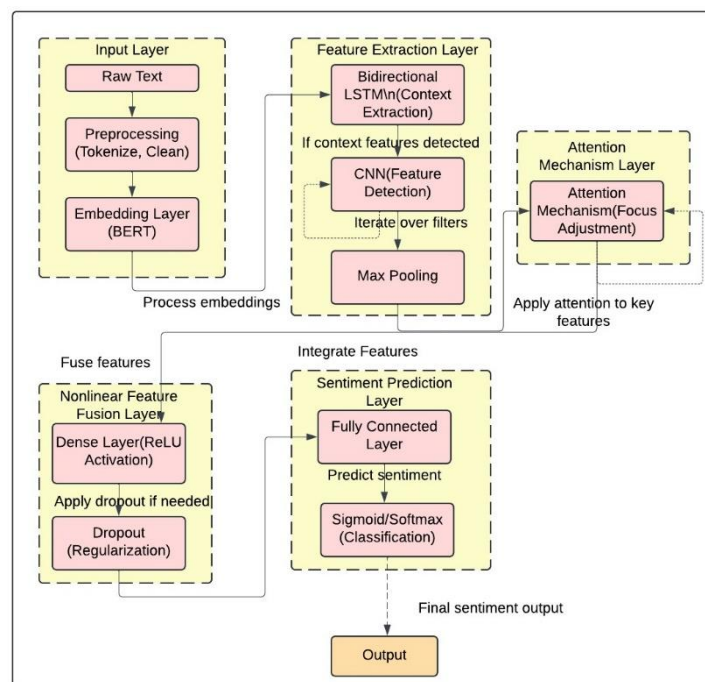 Input Layer
Raw Text
Preprocessing
(Tokenize, Clean)
Embedding Layer
(BERT)
Process embeddings
Feature Extraction Layer
Bidirectional
LSTM\n(Context
Extraction)
If context features detected
CNN(Feature
Detection)
Iterate over filters
Max Pooling
Attention
Mechanism Layer
Attention
Mechanism(Focus
Adjustment)
Apply attention to key
features
Fuse features
Nonlinear Feature
Fusion Layer
Dense Layer(ReLU
Activation)
Apply dropout if needed
Dropout
(Regularization)
Integrate Features
Sentiment Prediction
Layer
Fully Connected
Layer
Predict sentiment
Sigmoid/Softmax
(Classification)
Final sentiment output
Output